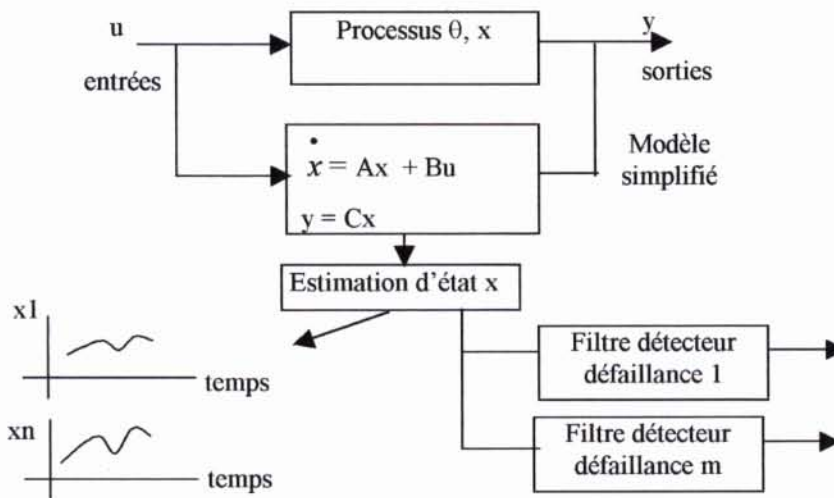 u
Processus θ, x
y
entrées
sorties
ẋ = Ax + Bu
y = Cx
Modèle
simplifié
Estimation d'état x
x1
temps
xn
temps
Filtre détecteur
défaillance 1
Filtre détecteur
défaillance m